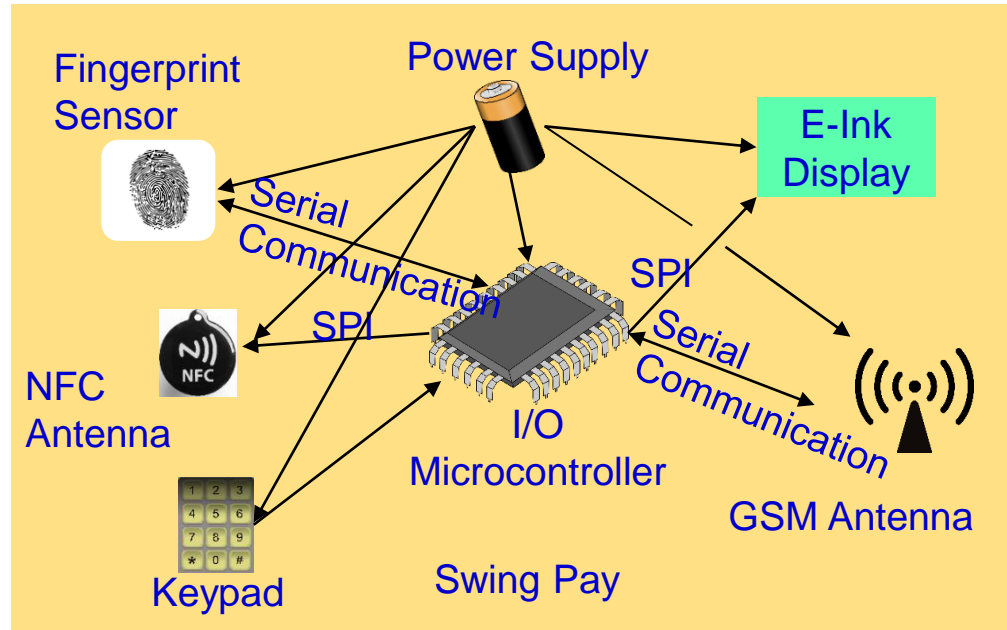 Power Supply
Fingerprint
Sensor
E-Ink
Display
Serial
Communication
SPI
SPI
Serial
Communication
NFC
NFC
Antenna
I/O
Microcontroller
GSM Antenna
1 2 3
4 5 6
7 8 9
* 0 #
Keypad
Swing Pay